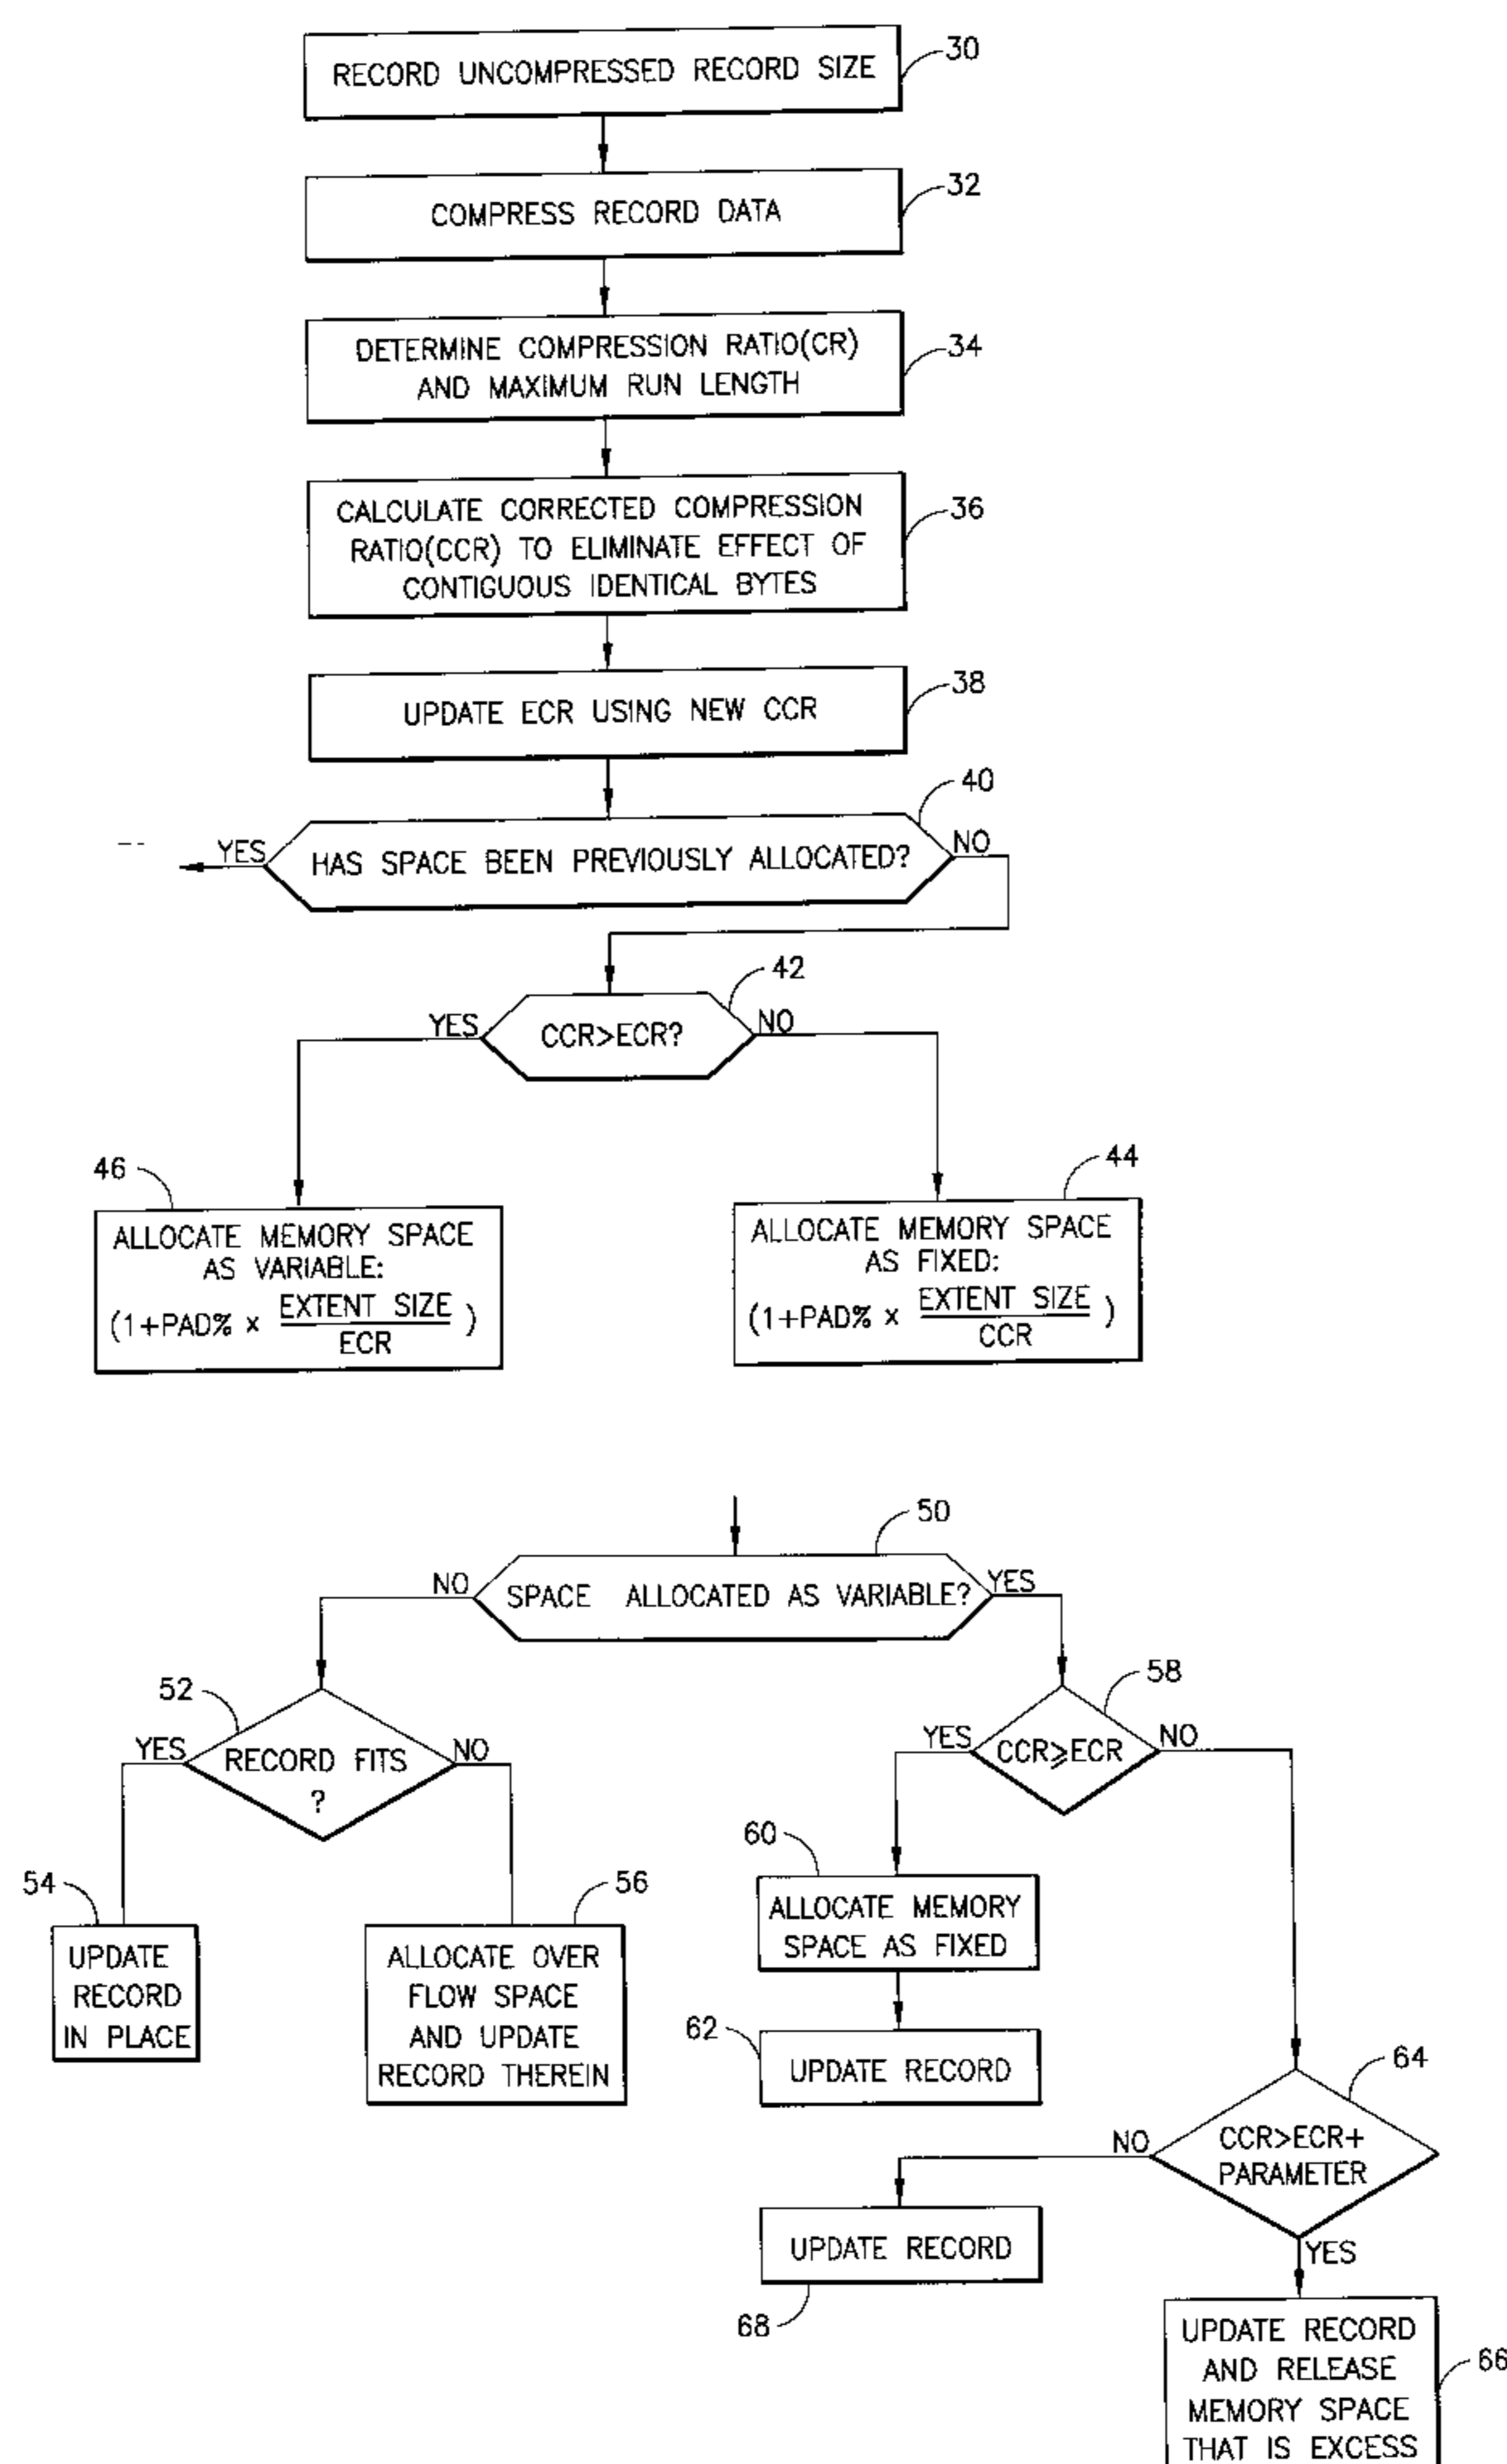 RECORD UNCOMPRESSED RECORD SIZE
30
COMPRESS RECORD DATA
32
DETERMINE COMPRESSION RATIO(CR)
AND MAXIMUM RUN LENGTH
34
CALCULATE CORRECTED COMPRESSION
RATIO(CCR) TO ELIMINATE EFFECT OF
CONTIGUOUS IDENTICAL BYTES
36
UPDATE ECR USING NEW CCR
38
40
YES
HAS SPACE BEEN PREVIOUSLY ALLOCATED?
NO
42
YES
CCR>ECR?
NO
46
ALLOCATE MEMORY SPACE
AS VARIABLE:
(1+PAD% x EXTENT SIZE / ECR )
44
ALLOCATE MEMORY SPACE
AS FIXED:
(1+PAD% x EXTENT SIZE / CCR )
50
NO
SPACE ALLOCATED AS VARIABLE?
YES
52
YES
RECORD FITS
?
NO
54
UPDATE
RECORD
IN PLACE
56
ALLOCATE OVER
FLOW SPACE
AND UPDATE
RECORD THEREIN
58
YES
CCR⩾ECR
NO
60
ALLOCATE MEMORY
SPACE AS FIXED
62
UPDATE RECORD
64
NO
CCR>ECR+
PARAMETER
YES
UPDATE RECORD
68
UPDATE RECORD
AND RELEASE
MEMORY SPACE
THAT IS EXCESS
66